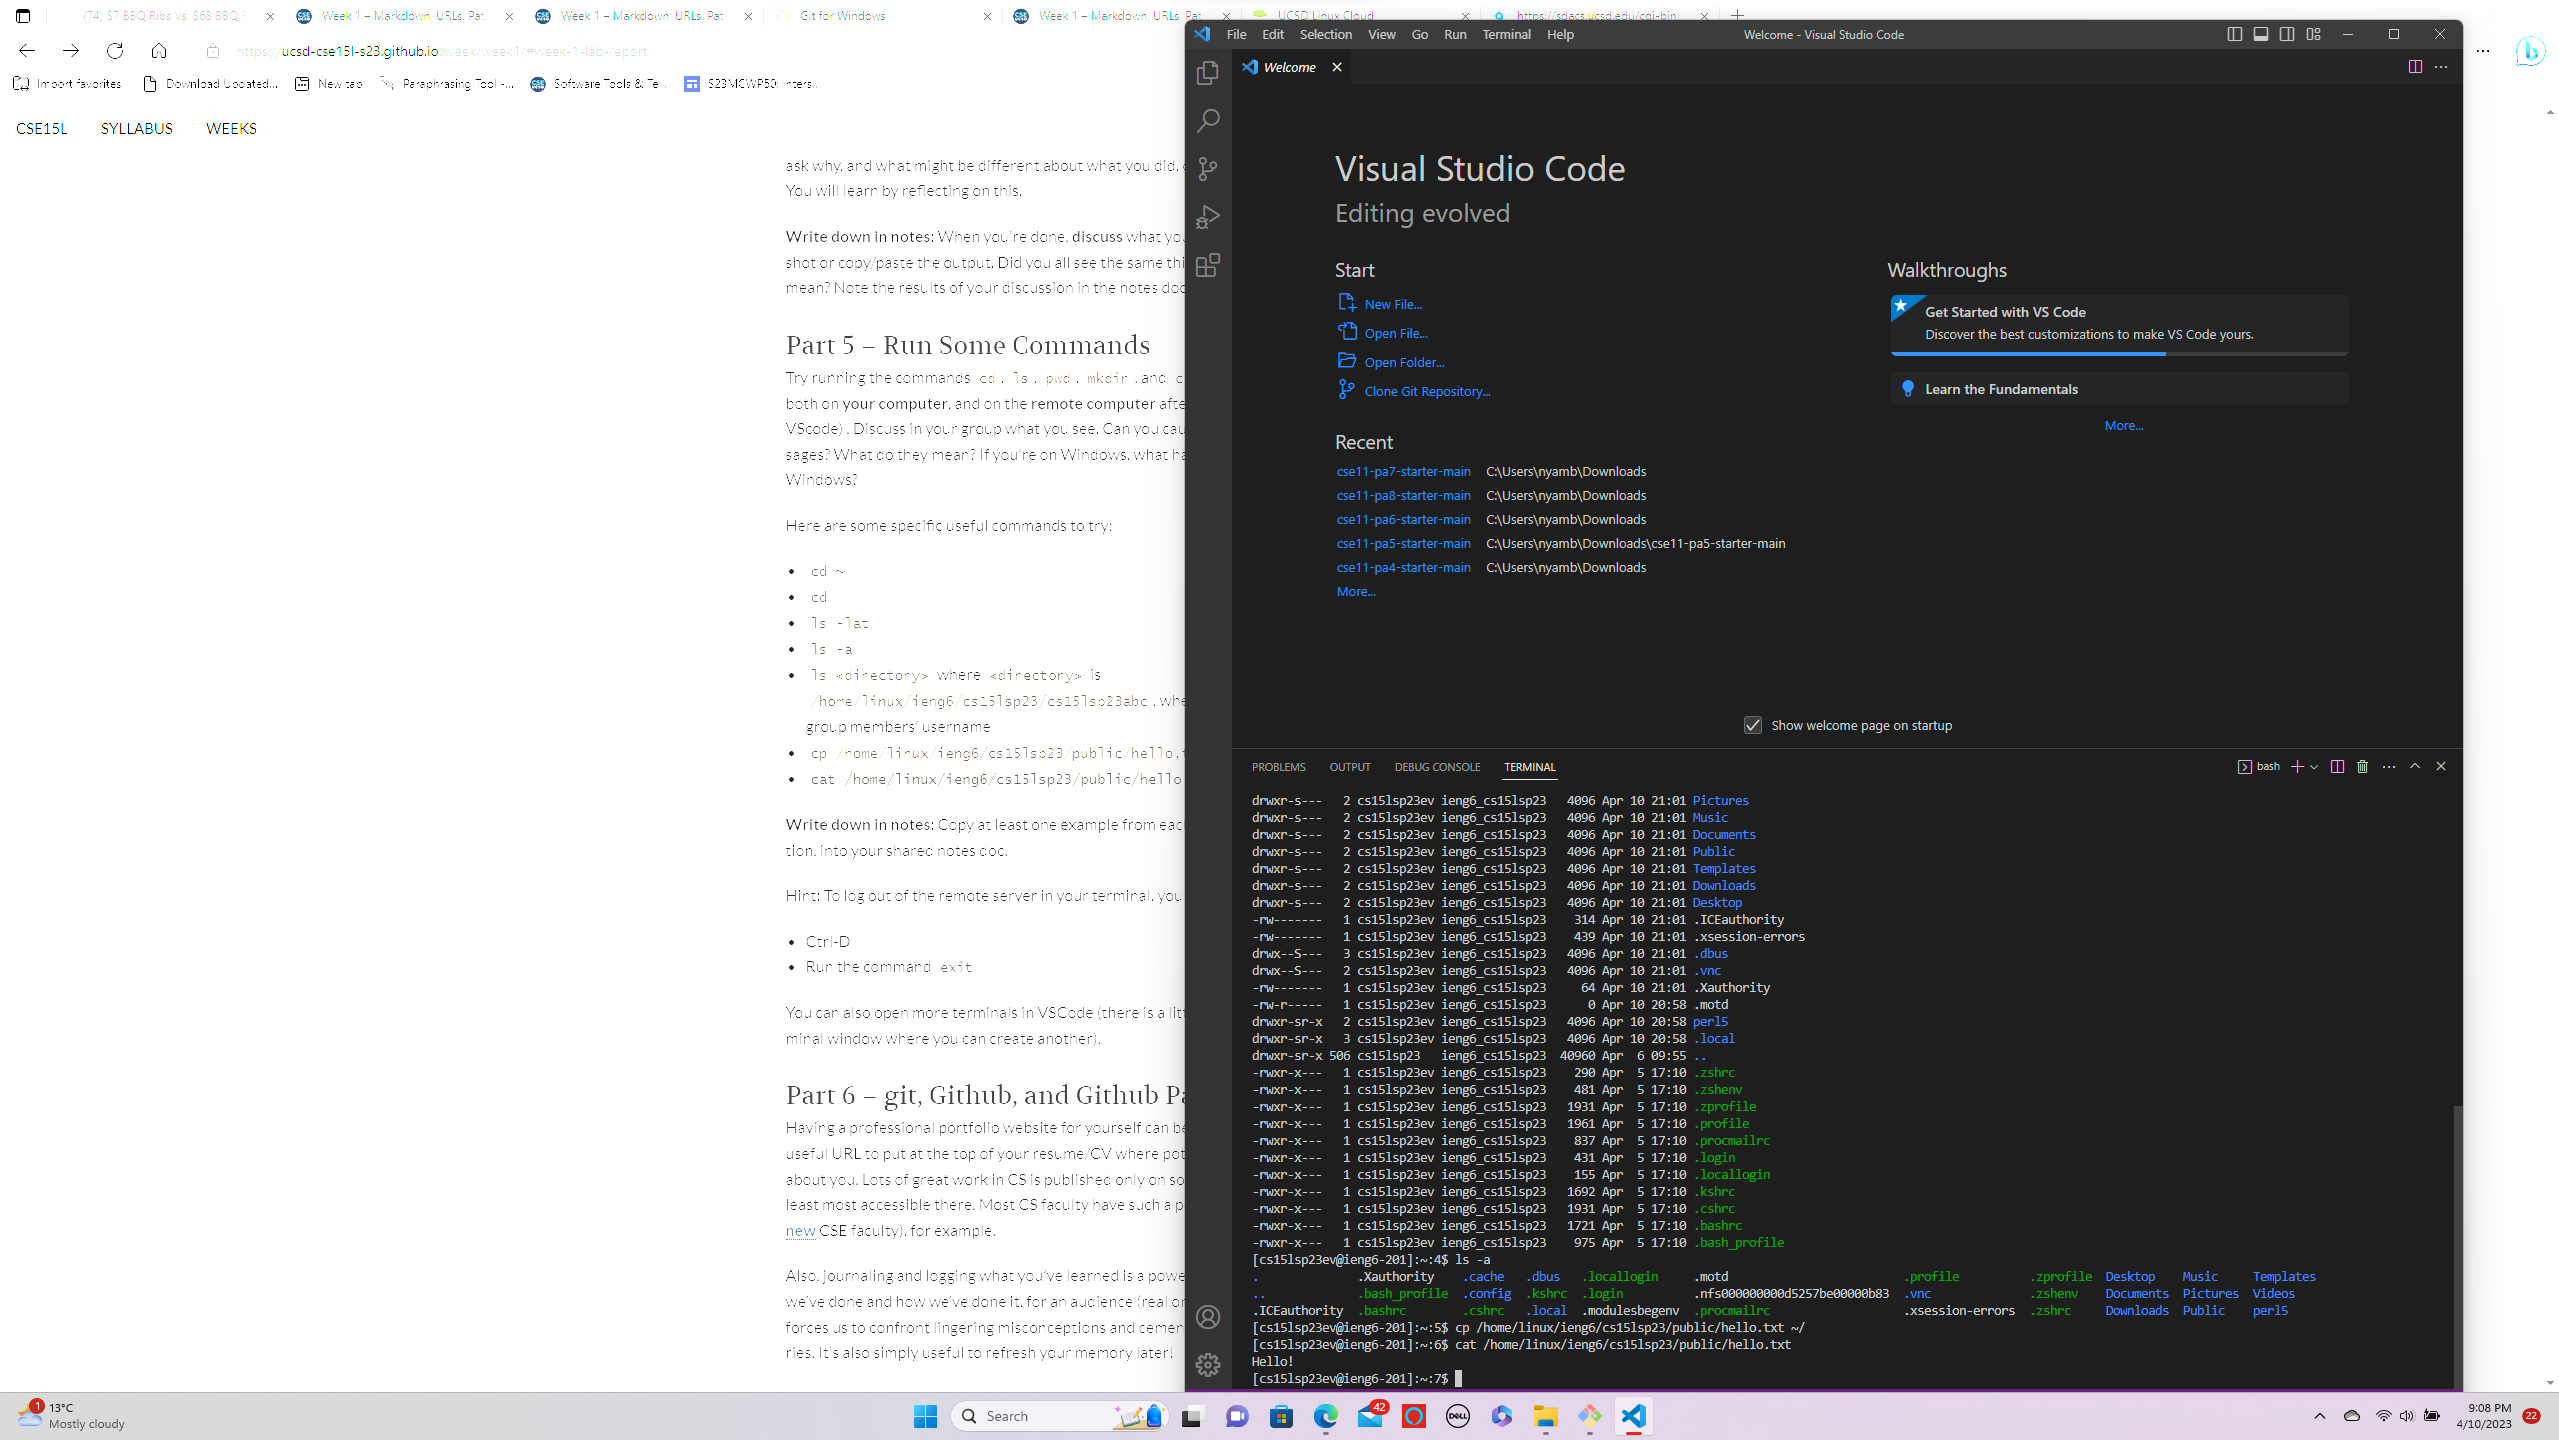 (74) $7 BBQ Ribs Vs. $68 BBQ R
Week 1 – Markdown, URLs, Pat
Week 1 – Markdown, URLs, Pat
Git for Windows
Week 1 – Markdown, URLs, Pat
UCSD Linux Cloud
https://sdacs.ucsd.edu/cgi-bin
https://ucsd-cse15l-s23.github.io/week/week1/#week-1-lab-report
Import favorites
Download Updated...
New tab
Paraphrasing Tool -...
Software Tools & Te...
S23MCWP50: Inters...
CSE15L SYLLABUS WEEKS
ask why, and what might be different about what you did,
You will learn by reflecting on this.
Write down in notes: When you're done, discuss what you
shot or copy/paste the output. Did you all see the same thi
mean? Note the results of your discussion in the notes doc
Part 5 – Run Some Commands
Try running the commands cd, ls, pwd, mkdir, and c
both on your computer, and on the remote computer afte
VScode) . Discuss in your group what you see. Can you cau
sages? What do they mean? If you're on Windows, what ha
Windows?
Here are some specific useful commands to try:
• cd ~
• cd
• ls -lat
• ls -a
• ls <directory> where <directory> is
/home/linux/ieng6/cs15lsp23/cs15lsp23abc, whe
group members' username
• cp /home/linux/ieng6/cs15lsp23/public/hello.t
• cat /home/linux/ieng6/cs15lsp23/public/hello
Write down in notes: Copy at least one example from eac
tion, into your shared notes doc.
Hint: To log out of the remote server in your terminal, you
• Ctrl-D
• Run the command exit
You can also open more terminals in VSCode (there is a lit
minal window where you can create another).
Part 6 – git, Github, and Github Pa
Having a professional portfolio website for yourself can be
useful URL to put at the top of your resume/CV where pot
about you. Lots of great work in CS is published only on so
least most accessible there. Most CS faculty have such a p
new CSE faculty), for example.
Also, journaling and logging what you've learned is a powe
we've done and how we've done it, for an audience (real or
forces us to confront lingering misconceptions and cemen
ries. It's also simply useful to refresh your memory later!
File Edit Selection View Go Run Terminal Help
Welcome - Visual Studio Code
Welcome
Visual Studio Code
Editing evolved
Start
New File...
Open File...
Open Folder...
Clone Git Repository...
Recent
cse11-pa7-starter-main C:\Users\nyamb\Downloads
cse11-pa8-starter-main C:\Users\nyamb\Downloads
cse11-pa6-starter-main C:\Users\nyamb\Downloads
cse11-pa5-starter-main C:\Users\nyamb\Downloads\cse11-pa5-starter-main
cse11-pa4-starter-main C:\Users\nyamb\Downloads
More...
Walkthroughs
Get Started with VS Code
Discover the best customizations to make VS Code yours.
Learn the Fundamentals
More...
Show welcome page on startup
PROBLEMS OUTPUT DEBUG CONSOLE TERMINAL
bash
drwxr-s--- 2 cs15lsp23ev ieng6_cs15lsp23 4096 Apr 10 21:01 Pictures
drwxr-s--- 2 cs15lsp23ev ieng6_cs15lsp23 4096 Apr 10 21:01 Music
drwxr-s--- 2 cs15lsp23ev ieng6_cs15lsp23 4096 Apr 10 21:01 Documents
drwxr-s--- 2 cs15lsp23ev ieng6_cs15lsp23 4096 Apr 10 21:01 Public
drwxr-s--- 2 cs15lsp23ev ieng6_cs15lsp23 4096 Apr 10 21:01 Templates
drwxr-s--- 2 cs15lsp23ev ieng6_cs15lsp23 4096 Apr 10 21:01 Downloads
drwxr-s--- 2 cs15lsp23ev ieng6_cs15lsp23 4096 Apr 10 21:01 Desktop
-rw------- 1 cs15lsp23ev ieng6_cs15lsp23 314 Apr 10 21:01 .ICEauthority
-rw------- 1 cs15lsp23ev ieng6_cs15lsp23 439 Apr 10 21:01 .xsession-errors
drwx--S--- 3 cs15lsp23ev ieng6_cs15lsp23 4096 Apr 10 21:01 .dbus
drwx--S--- 2 cs15lsp23ev ieng6_cs15lsp23 4096 Apr 10 21:01 .vnc
-rw------- 1 cs15lsp23ev ieng6_cs15lsp23 64 Apr 10 21:01 .Xauthority
-rw-r----- 1 cs15lsp23ev ieng6_cs15lsp23 0 Apr 10 20:58 .motd
drwxr-sr-x 2 cs15lsp23ev ieng6_cs15lsp23 4096 Apr 10 20:58 perl5
drwxr-sr-x 3 cs15lsp23ev ieng6_cs15lsp23 4096 Apr 10 20:58 .local
drwxr-sr-x 506 cs15lsp23 ieng6_cs15lsp23 40960 Apr 6 09:55 ..
-rwxr-x--- 1 cs15lsp23ev ieng6_cs15lsp23 290 Apr 5 17:10 .zshrc
-rwxr-x--- 1 cs15lsp23ev ieng6_cs15lsp23 481 Apr 5 17:10 .zshenv
-rwxr-x--- 1 cs15lsp23ev ieng6_cs15lsp23 1931 Apr 5 17:10 .zprofile
-rwxr-x--- 1 cs15lsp23ev ieng6_cs15lsp23 1961 Apr 5 17:10 .profile
-rwxr-x--- 1 cs15lsp23ev ieng6_cs15lsp23 837 Apr 5 17:10 .procmailrc
-rwxr-x--- 1 cs15lsp23ev ieng6_cs15lsp23 431 Apr 5 17:10 .login
-rwxr-x--- 1 cs15lsp23ev ieng6_cs15lsp23 155 Apr 5 17:10 .locallogin
-rwxr-x--- 1 cs15lsp23ev ieng6_cs15lsp23 1692 Apr 5 17:10 .kshrc
-rwxr-x--- 1 cs15lsp23ev ieng6_cs15lsp23 1931 Apr 5 17:10 .cshrc
-rwxr-x--- 1 cs15lsp23ev ieng6_cs15lsp23 1721 Apr 5 17:10 .bashrc
-rwxr-x--- 1 cs15lsp23ev ieng6_cs15lsp23 975 Apr 5 17:10 .bash_profile
[cs15lsp23ev@ieng6-201]:~:4$ ls -a
. .Xauthority .cache .dbus .locallogin .motd .profile .zprofile Desktop Music Templates
.. .bash_profile .config .kshrc .login .nfs000000000d5257be00000b83 .vnc .zshenv Documents Pictures Videos
.ICEauthority .bashrc .cshrc .local .modulesbegenv .procmailrc .xsession-errors .zshrc Downloads Public perl5
[cs15lsp23ev@ieng6-201]:~:5$ cp /home/linux/ieng6/cs15lsp23/public/hello.txt ~/
[cs15lsp23ev@ieng6-201]:~:6$ cat /home/linux/ieng6/cs15lsp23/public/hello.txt
Hello!
[cs15lsp23ev@ieng6-201]:~:7$
1
13°C
Mostly cloudy
Search
42
DELL
9:08 PM
4/10/2023
22